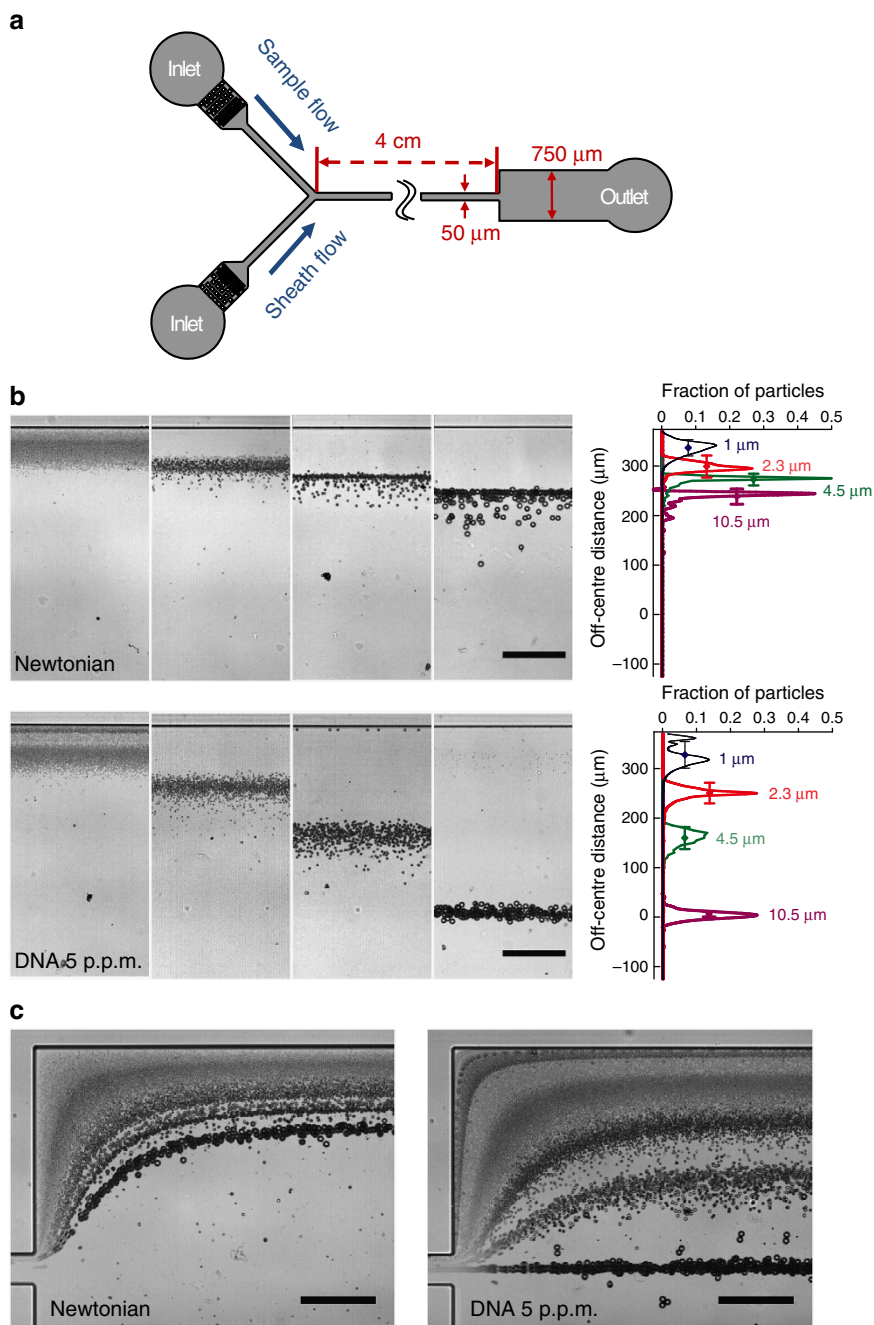 a
Inlet
Sample flow
4 cm
750 µm
Outlet
50 µm
Sheath flow
Inlet
b
Newtonian
Fraction of particles
0 0.1 0.2 0.3 0.4 0.5
Off-centre distance (µm)
300
200
100
0
−100
1 µm
2.3 µm
4.5 µm
10.5 µm
DNA 5 p.p.m.
Fraction of particles
0 0.1 0.2 0.3 0.4 0.5
Off-centre distance (µm)
300
200
100
0
−100
1 µm
2.3 µm
4.5 µm
10.5 µm
c
Newtonian
DNA 5 p.p.m.